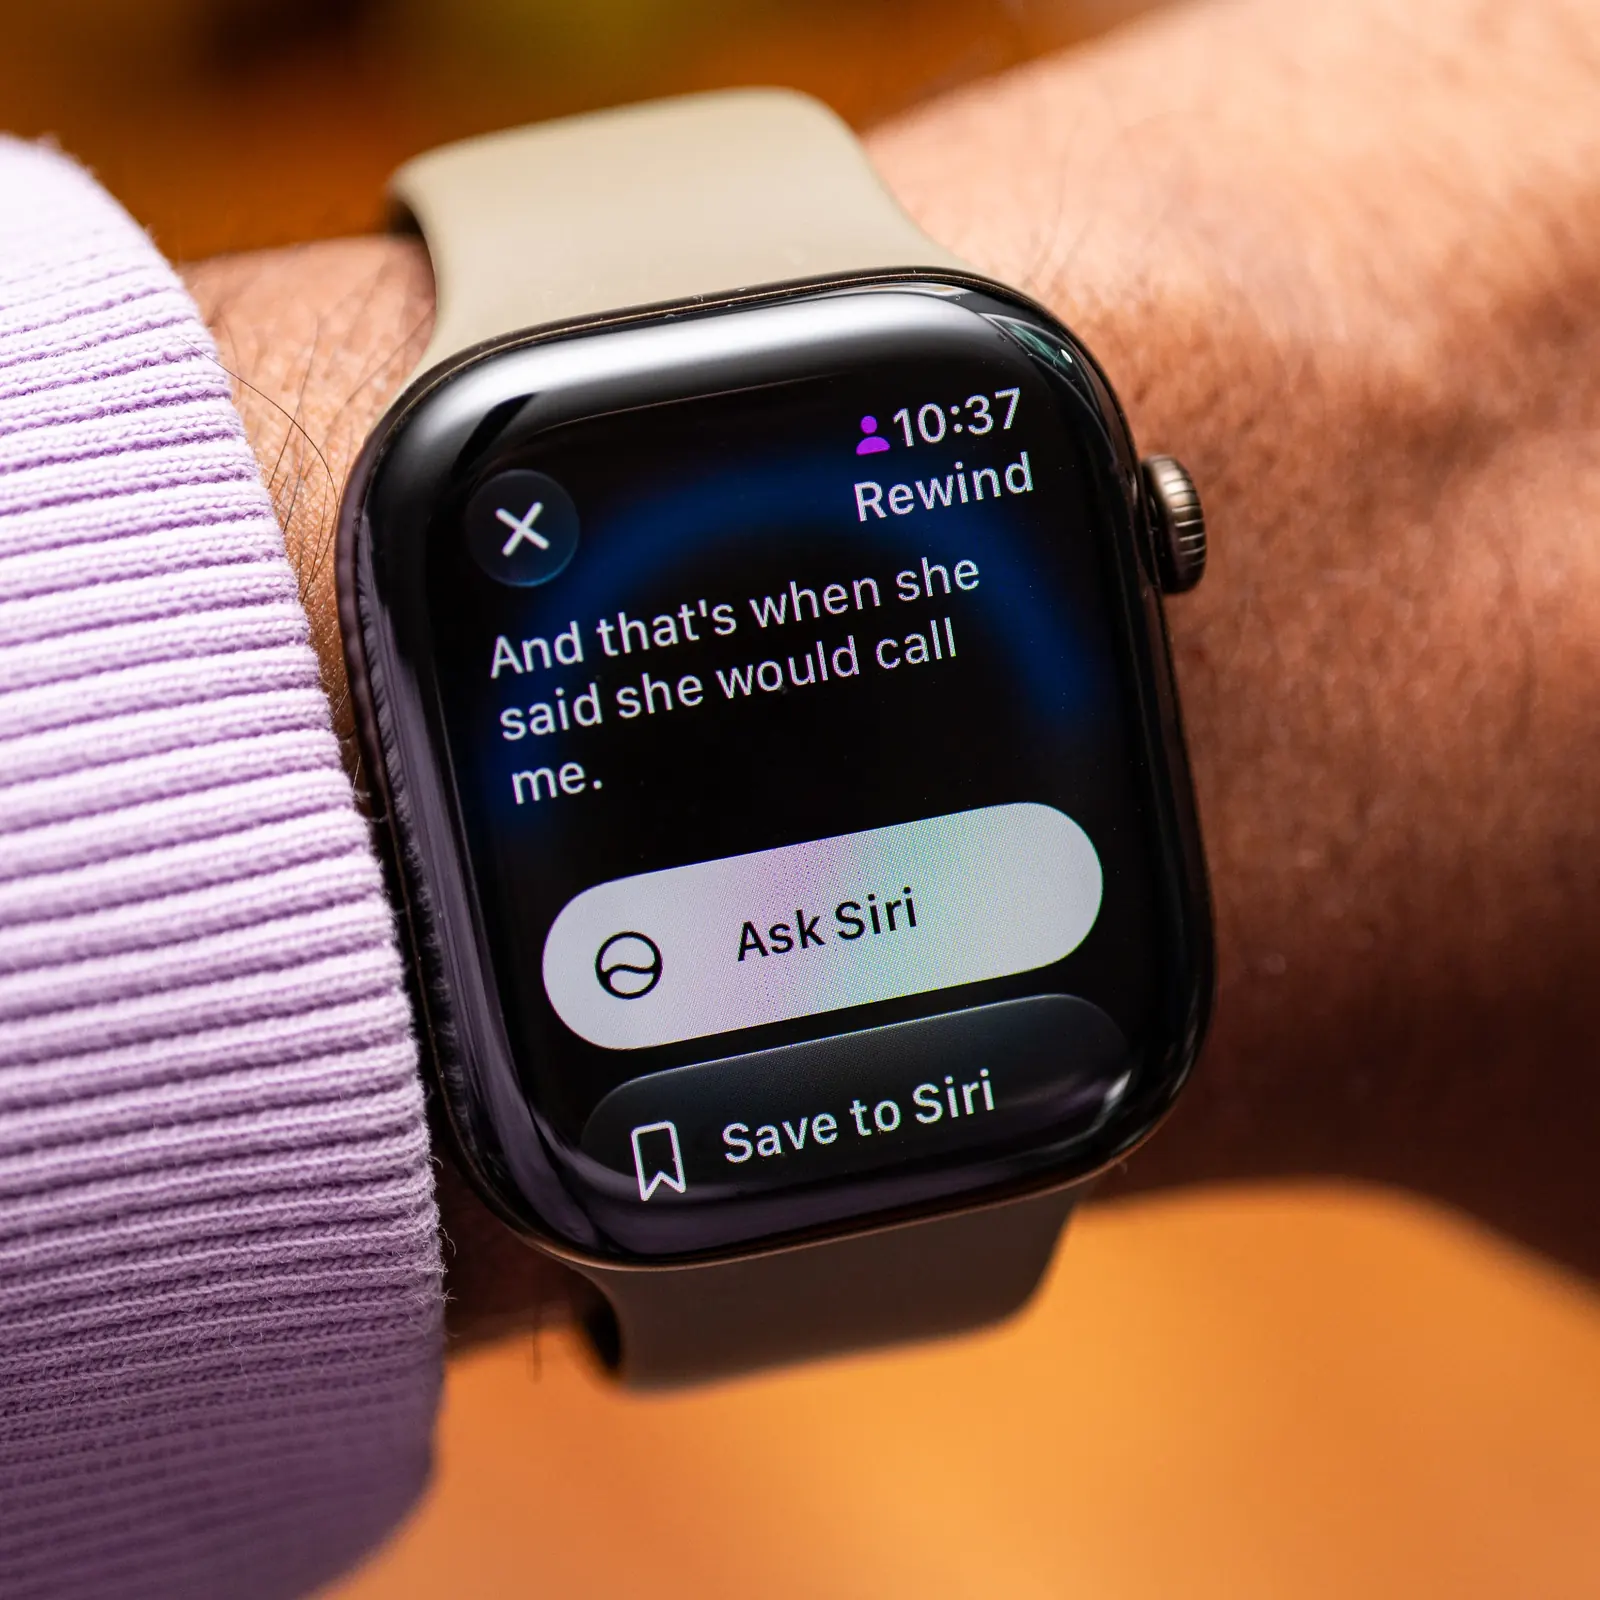 10:37
Rewind
And that's when she
said she would call
me.
Ask Siri
Save to Siri